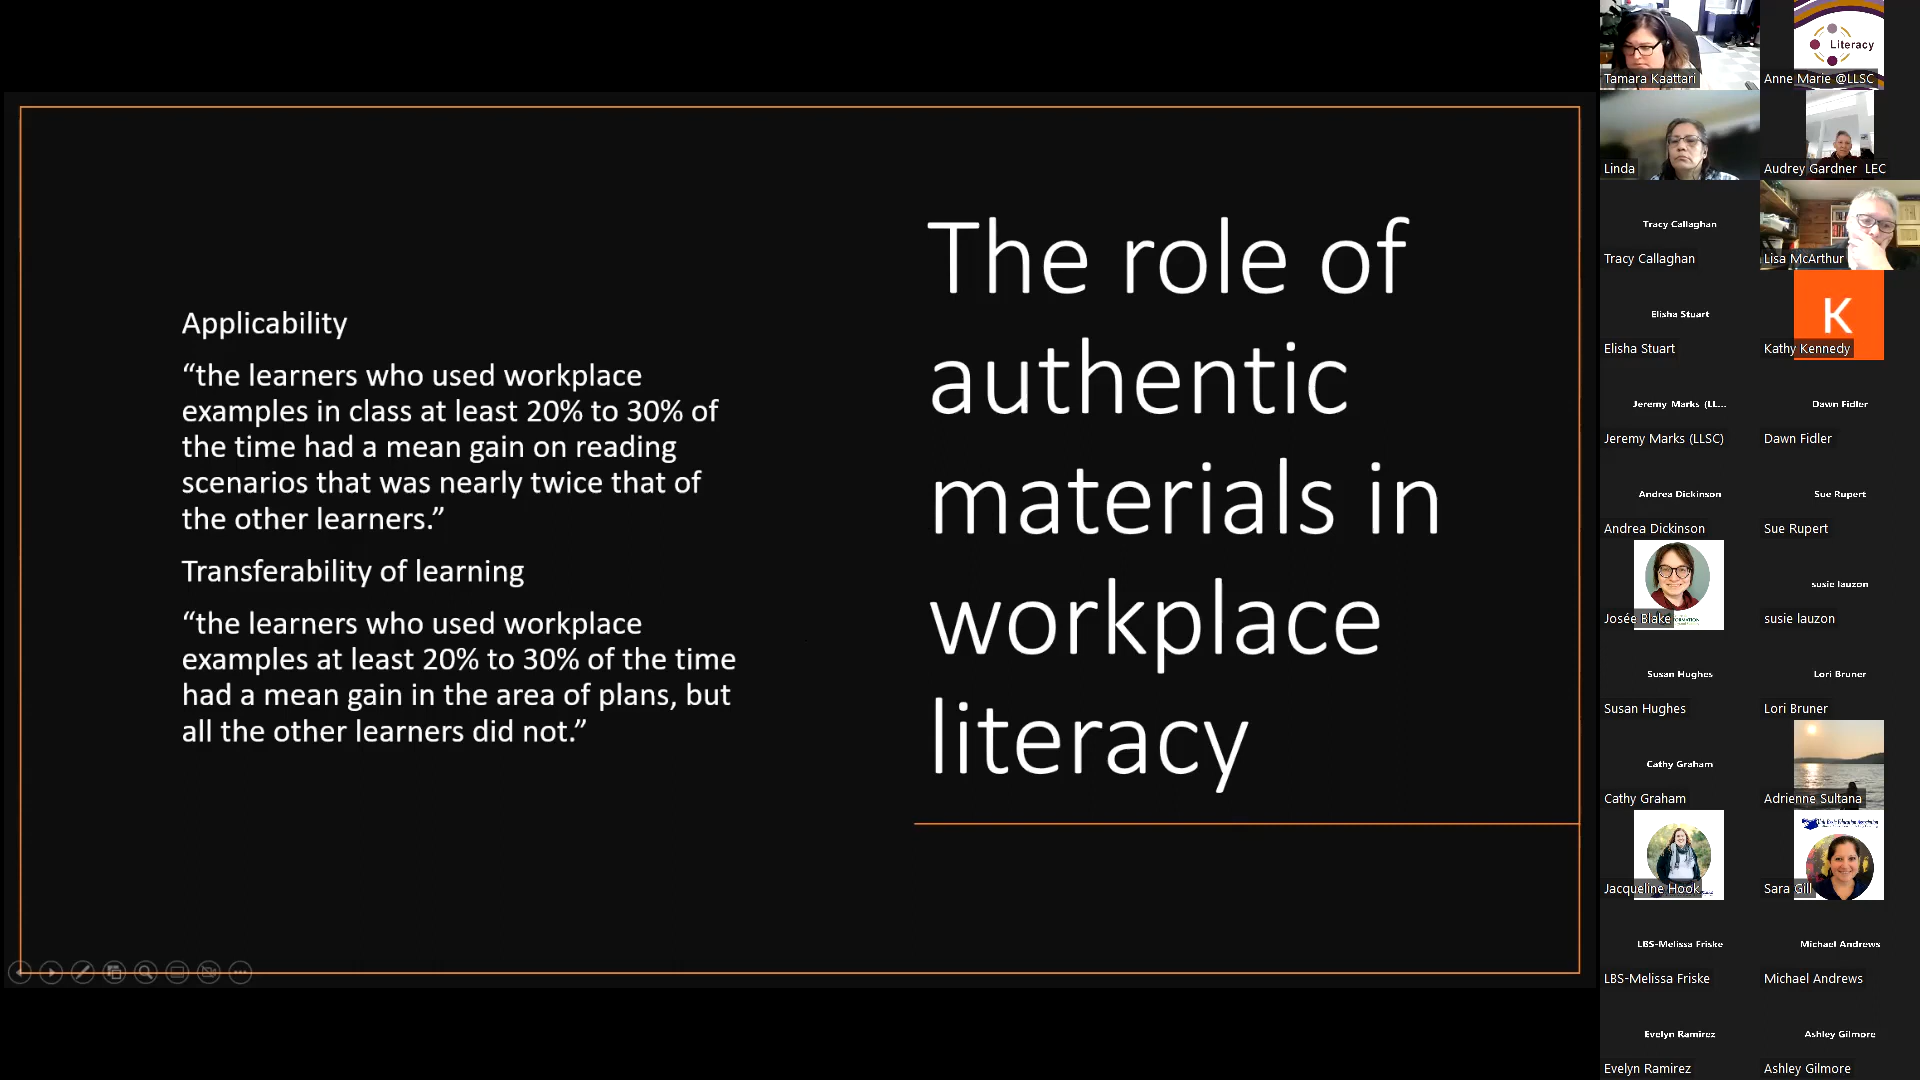 Applicability
“the learners who used workplace
examples in class at least 20% to 30% of
the time had a mean gain on reading
scenarios that was nearly twice that of
the other learners.”
Transferability of learning
“the learners who used workplace
examples at least 20% to 30% of the time
had a mean gain in the area of plans, but
all the other learners did not.”
The role of
authentic
materials in
workplace
literacy
Tamara Kaattari
Literacy
Anne Marie @LLSC
Linda
Audrey Gardner LEC
Tracy Callaghan
Tracy Callaghan
Lisa McArthur
Elisha Stuart
Elisha Stuart
K
Kathy Kennedy
Jeremy Marks (LL...
Jeremy Marks (LLSC)
Dawn Fidler
Dawn Fidler
Andrea Dickinson
Andrea Dickinson
Sue Rupert
Sue Rupert
Josée Blake
susie lauzon
susie lauzon
Susan Hughes
Susan Hughes
Lori Bruner
Lori Bruner
Cathy Graham
Cathy Graham
Adrienne Sultana
Jacqueline Hook
Sara Gill
LBS-Melissa Friske
LBS-Melissa Friske
Michael Andrews
Michael Andrews
Evelyn Ramirez
Evelyn Ramirez
Ashley Gilmore
Ashley Gilmore